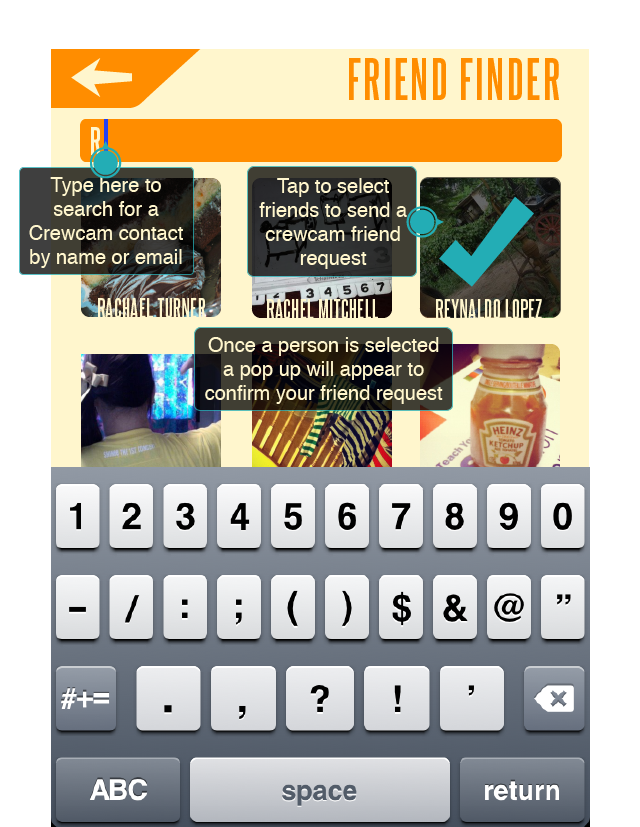 FRIEND FINDER
R
Type here to
search for a
Crewcam contact
by name or email
Tap to select
friends to send a
crewcam friend
request
RACHAEL TURNER
RACHEL MITCHELL
REYNALDO LOPEZ
Once a person is selected
a pop up will appear to
confirm your friend request
HEINZ
TOMATO
KETCHUP
1 2 3 4 5 6 7 8 9 0
- / : ; ( ) $ & @ ”
#+= . , ? ! ’
ABC space return